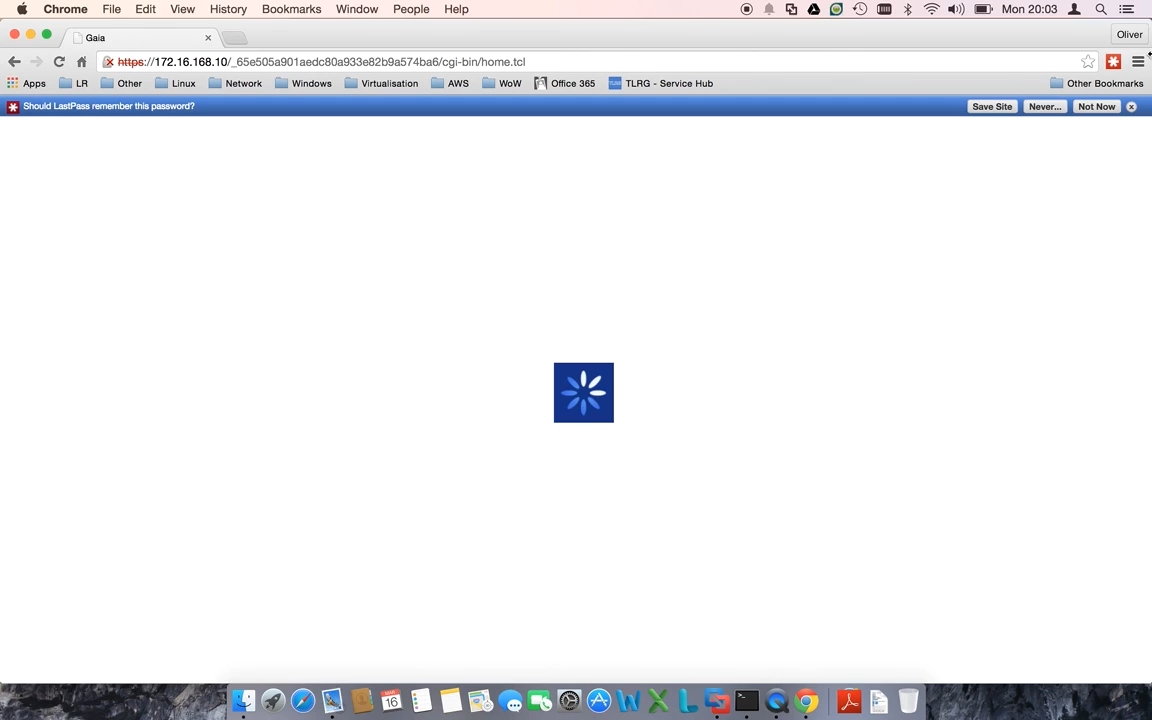 Chrome File Edit View History Bookmarks Window People Help Mon 20:03
Gaia Oliver
https://172.16.168.10/_65e505a901aedc80a933e82b9a574ba6/cgi-bin/home.tcl
Apps LR Other Linux Network Windows Virtualisation AWS WoW Office 365 TLRG - Service Hub Other Bookmarks
Should LastPass remember this password? Save Site Never... Not Now
16